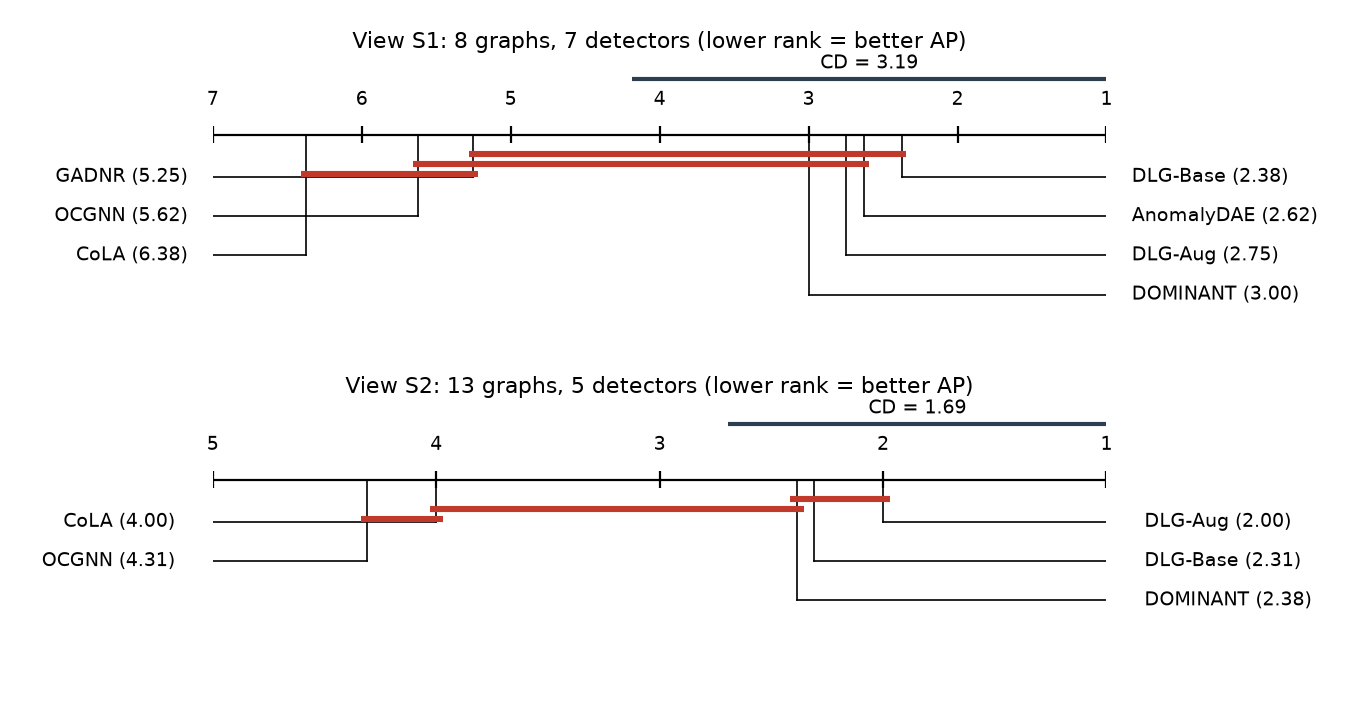 View S1: 8 graphs, 7 detectors (lower rank = better AP)
CD = 3.19
7 6 5 4 3 2 1
GADNR (5.25) DLG-Base (2.38)
OCGNN (5.62) AnomalyDAE (2.62)
CoLA (6.38) DLG-Aug (2.75)
DOMINANT (3.00)
View S2: 13 graphs, 5 detectors (lower rank = better AP)
CD = 1.69
5 4 3 2 1
CoLA (4.00) DLG-Aug (2.00)
OCGNN (4.31) DLG-Base (2.31)
DOMINANT (2.38)